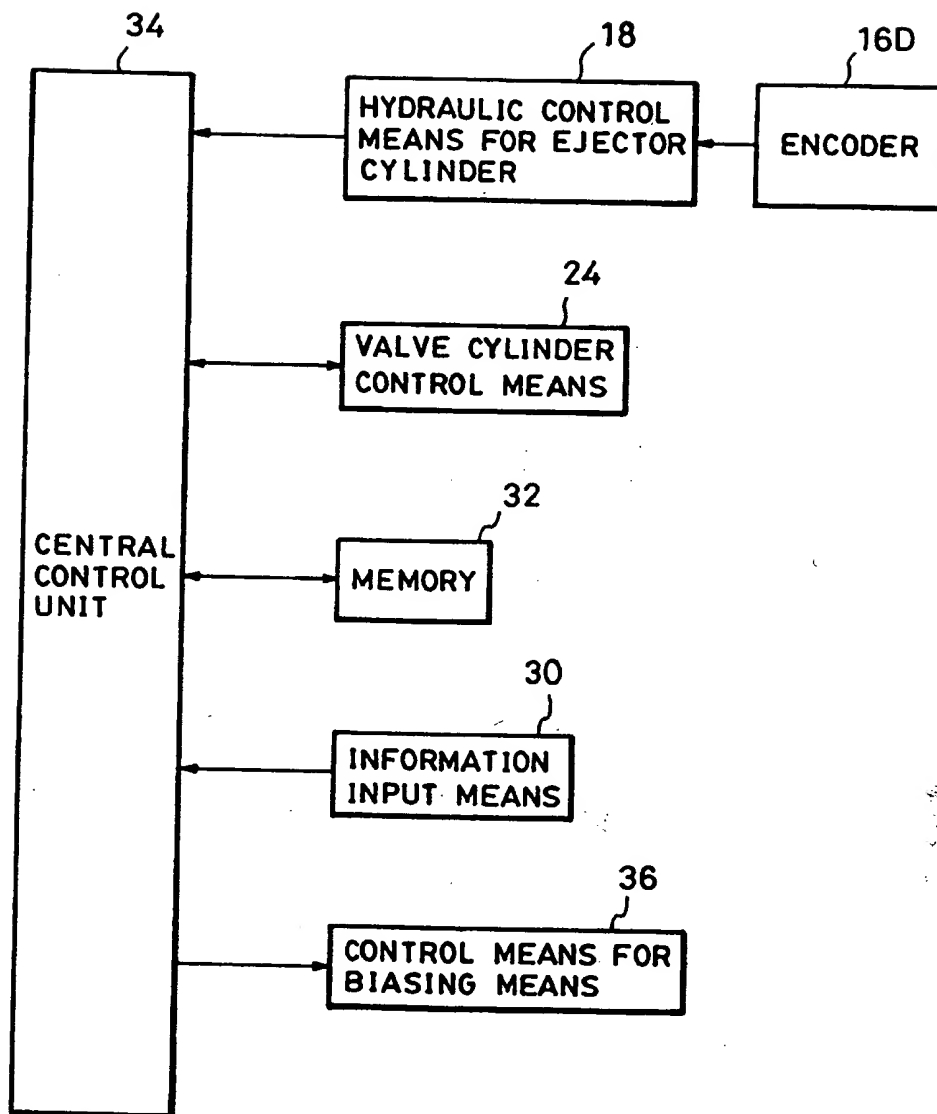 34
18
16D
HYDRAULIC CONTROL
MEANS FOR EJECTOR
CYLINDER
ENCODER
24
VALVE CYLINDER
CONTROL MEANS
32
CENTRAL
CONTROL
UNIT
MEMORY
30
INFORMATION
INPUT MEANS
36
CONTROL MEANS FOR
BIASING MEANS